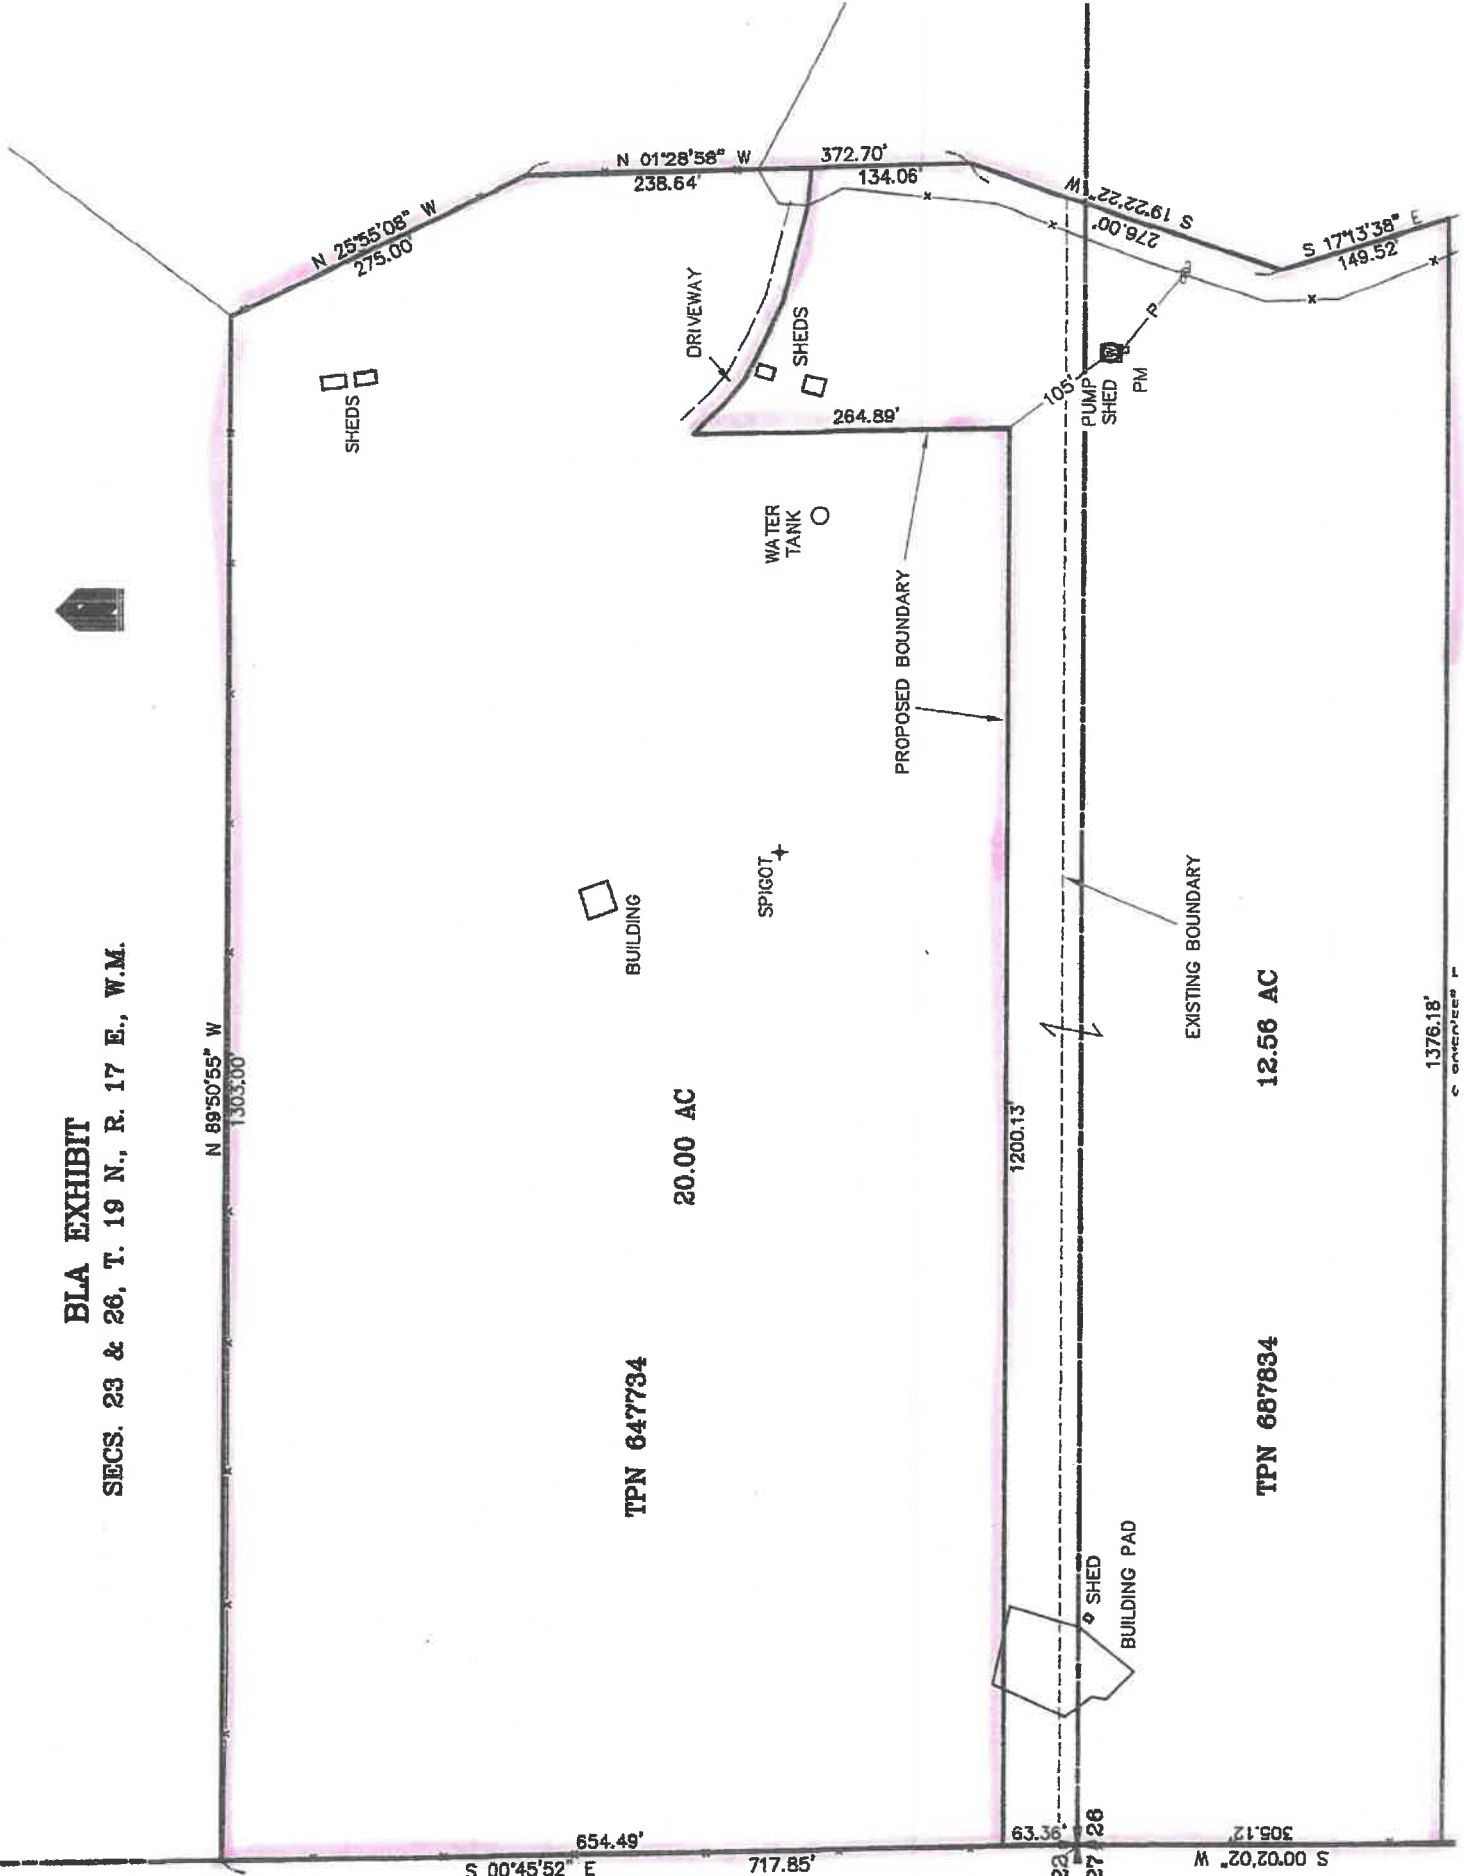 BLA EXHIBIT
SECS. 23 & 26, T. 19 N., R. 17 E., W.M.
N 89°50'55" W
1303.00'
N 25°55'08" W
275.00'
N 01°28'58" W
238.64'
372.70'
134.06'
S 19°22'22" W
276.00'
S 17°13'38" E
149.52'
SHEDS
DRIVEWAY
SHEDS
264.89'
WATER
TANK
105'
PUMP
SHED
PM
W
P
PROPOSED BOUNDARY
BUILDING
SPIGOT
EXISTING BOUNDARY
20.00 AC
TPN 647734
1200.13'
12.56 AC
TPN 687834
1376.18'
SHED
BUILDING PAD
654.49'
S 00°45'52" E
717.85'
63.36'
26
27
305.12'
S 00°02'02" W